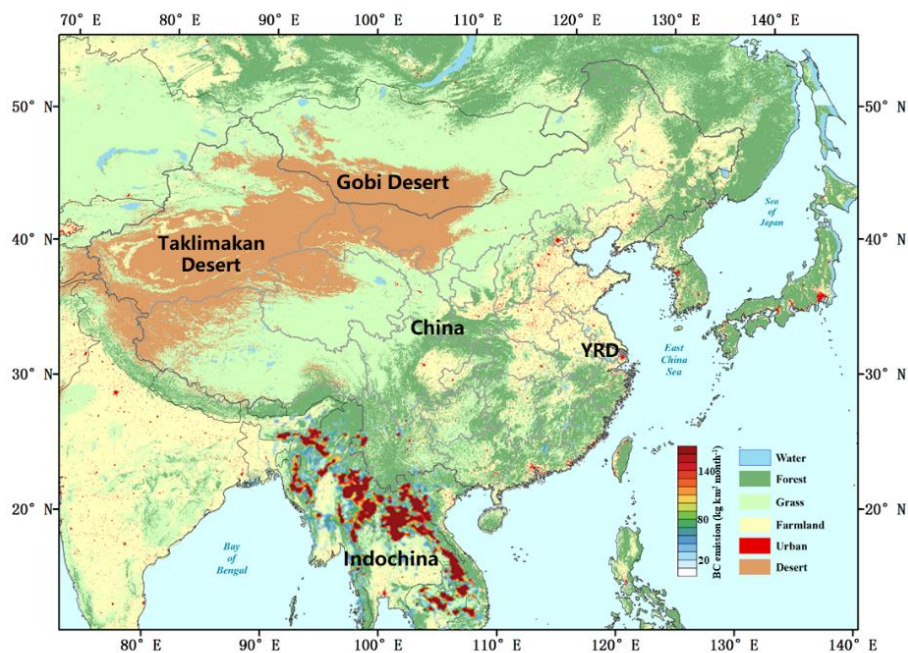 70° E 80° E 90° E 100° E 110° E 120° E 130° E 140° E
50° N 50° N
Gobi Desert
Sea
of
Japan
40° N 40° N
Taklimakan
Desert
China
YRD
East
China
Sea
30° N 30° N
BC emission (kg km² month⁻¹)
140
80
20
Water
Forest
Grass
Farmland
Urban
Desert
20° N 20° N
Indochina
Bay
of
Bengal
80° E 90° E 100° E 110° E 120° E 130° E 140° E